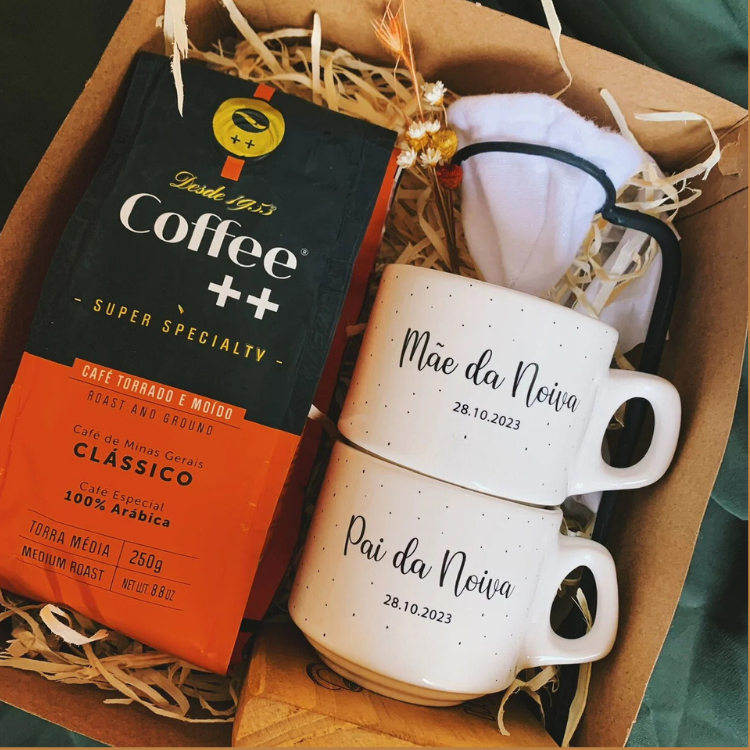 ++
Desde 1953
Coffee®
++
- SUPER SPECIALTY -
CAFÉ TORRADO E MOÍDO
ROAST AND GROUND
Café de Minas Gerais
CLÁSSICO
Café Especial
100% Arábica
TORRA MÉDIA
MEDIUM ROAST
250g
NET WT 8.8 OZ
Mãe da Noiva
28.10.2023
Pai da Noiva
28.10.2023